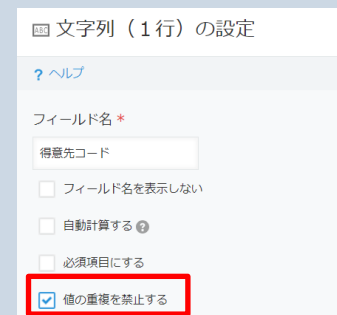 ABC 文字列（１行）の設定
? ヘルプ
フィールド名 *
得意先コード
フィールド名を表示しない
自動計算する ?
必須項目にする
値の重複を禁止する